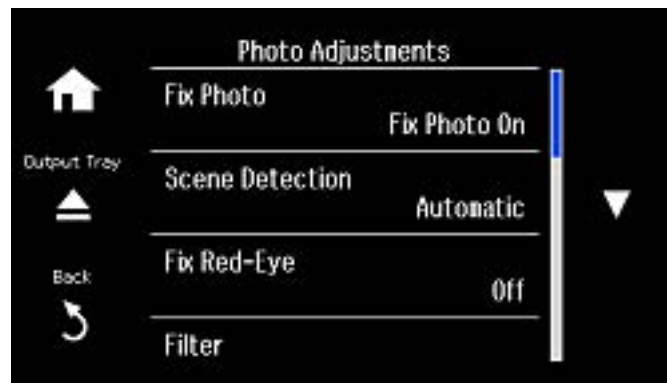 Photo Adjustments
Fix Photo
Fix Photo On
Output Tray
Scene Detection
Automatic
Back
Fix Red-Eye
Off
Filter